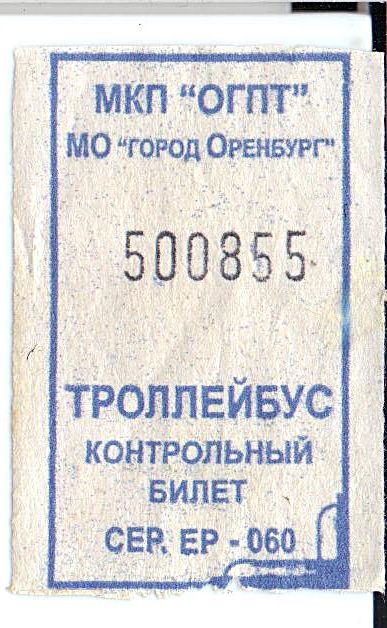 МКП "ОГПТ"
МО "ГОРОД ОРЕНБУРГ"
500855
ТРОЛЛЕЙБУС
КОНТРОЛЬНЫЙ
БИЛЕТ
СЕР. ЕР - 060